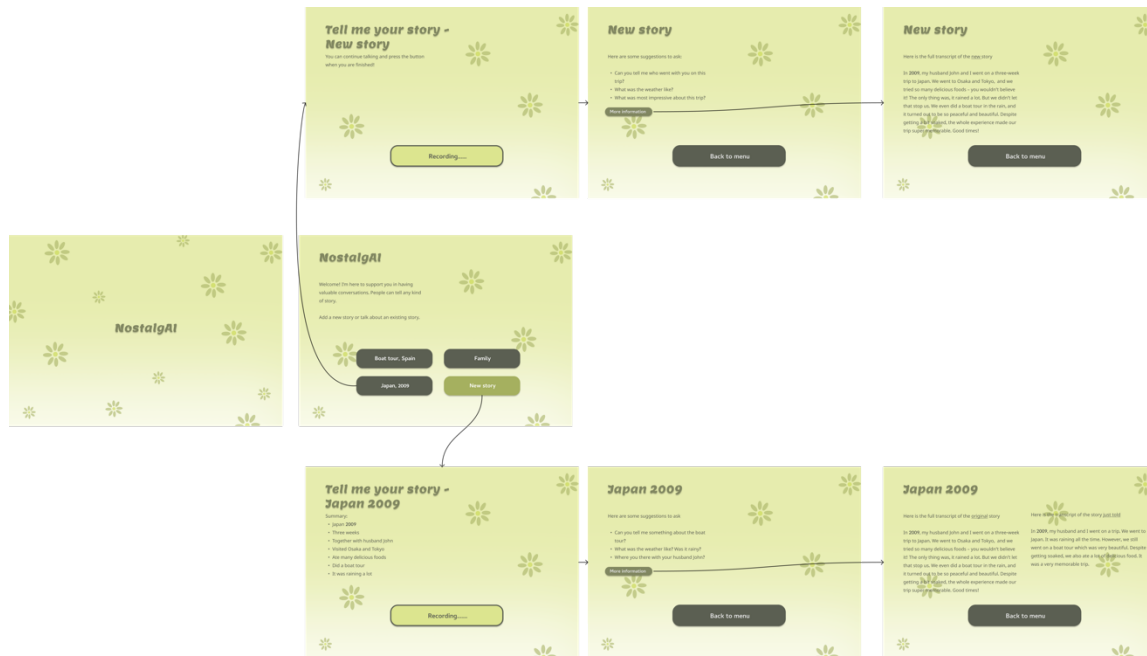 Tell me your story -
New story
You can continue talking and press the button
when you are finished!
Recording......
New story
Here are some suggestions to ask:
• Can you tell me who went with you on this
trip?
• What was the weather like?
• What was most impressive about this trip?
More information
Back to menu
New story
Here is the full transcript of the new story
In 2009, my husband John and I went on a three-week
trip to Japan. We went to Osaka and Tokyo, and we
tried so many delicious foods - you wouldn't believe
it! The only thing was, it rained a lot. But we didn't let
that stop us. We even did a boat tour in the rain, and
it turned out to be so peaceful and beautiful. Despite
getting a bit soaked, the whole experience made our
trip super memorable. Good times!
Back to menu
NostalgAI
NostalgAI
Welcome! I'm here to support you in having
valuable conversations. People can tell any kind
of story.
Add a new story or talk about an existing story.
Boat tour, Spain
Family
Japan, 2009
New story
Tell me your story -
Japan 2009
Summary:
• Japan 2009
• Three weeks
• Together with husband John
• Visited Osaka and Tokyo
• Ate many delicious foods
• Did a boat tour
• It was raining a lot
Recording......
Japan 2009
Here are some suggestions to ask
• Can you tell me something about the boat
tour?
• What was the weather like? Was it rainy?
• Where you there with your husband John?
More information
Back to menu
Japan 2009
Here is the full transcript of the original story
In 2009, my husband John and I went on a three-week
trip to Japan. We went to Osaka and Tokyo, and we
tried so many delicious foods - you wouldn't believe
it! The only thing was, it rained a lot. But we didn't let
that stop us. We even did a boat tour in the rain, and
it turned out to be so peaceful and beautiful. Despite
getting a bit soaked, the whole experience made our
trip super memorable. Good times!
Here is the transcript of the story just told!
In 2009, my husband and I went on a trip. We went to
Japan. It was raining all the time. However, we still
went on a boat tour which was very beautiful. Despite
getting soaked, we also ate a lot of delicious food. It
was a very memorable trip.
Back to menu